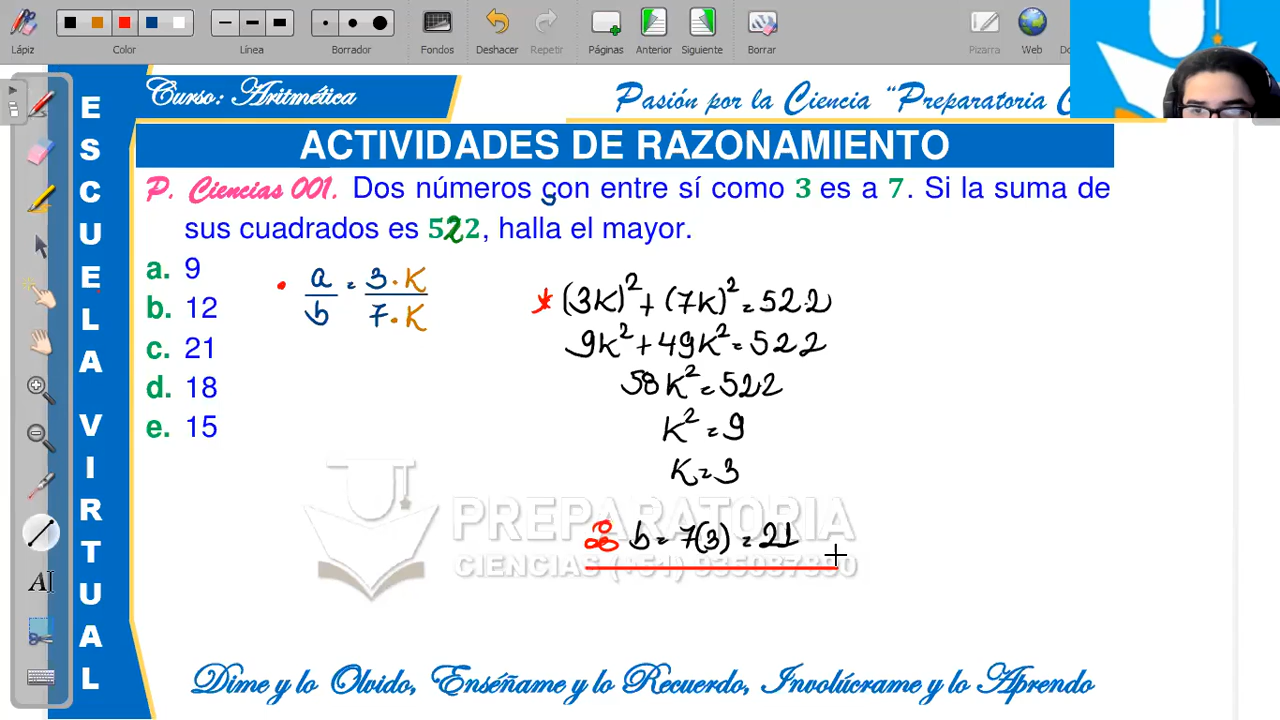 Lápiz Color Línea Borrador Fondos Deshacer Repetir Páginas Anterior Siguiente Borrar Pizarra Web
Curso: Aritmética
Pasión por la Ciencia “Preparatoria C
ESCUELA VIRTUAL
ACTIVIDADES DE RAZONAMIENTO
P. Ciencias 001. Dos números son entre sí como 3 es a 7. Si la suma de
sus cuadrados es 522, halla el mayor.
a. 9
b. 12
c. 21
d. 18
e. 15
a/b = 3·K/7·K
(3K)²+(7K)²=522
9K²+49K²=522
58K²=522
K²=9
K=3
b=7(3)=21
PREPARATORIA
CIENCIAS (+51)
Dime y lo Olvido, Enséñame y lo Recuerdo, Involúcrame y lo Aprendo